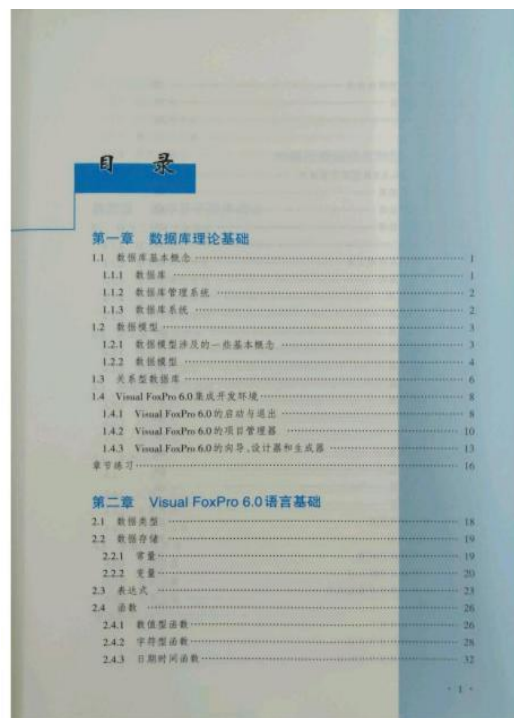 目 录
第一章 数据库理论基础
1.1 数据库基本概念 1
1.1.1 数据库 1
1.1.2 数据库管理系统 2
1.1.3 数据库系统 2
1.2 数据模型 3
1.2.1 数据模型涉及的一些基本概念 3
1.2.2 数据模型 4
1.3 关系型数据库 6
1.4 Visual FoxPro 6.0集成开发环境 8
1.4.1 Visual FoxPro 6.0的启动与退出 8
1.4.2 Visual FoxPro 6.0的项目管理器 10
1.4.3 Visual FoxPro 6.0的向导、设计器和生成器 13
章节练习 16
第二章 Visual FoxPro 6.0语言基础
2.1 数据类型 18
2.2 数据存储 19
2.2.1 常量 19
2.2.2 变量 20
2.3 表达式 23
2.4 函数 26
2.4.1 数值型函数 26
2.4.2 字符型函数 28
2.4.3 日期时间函数 32
· 1 ·